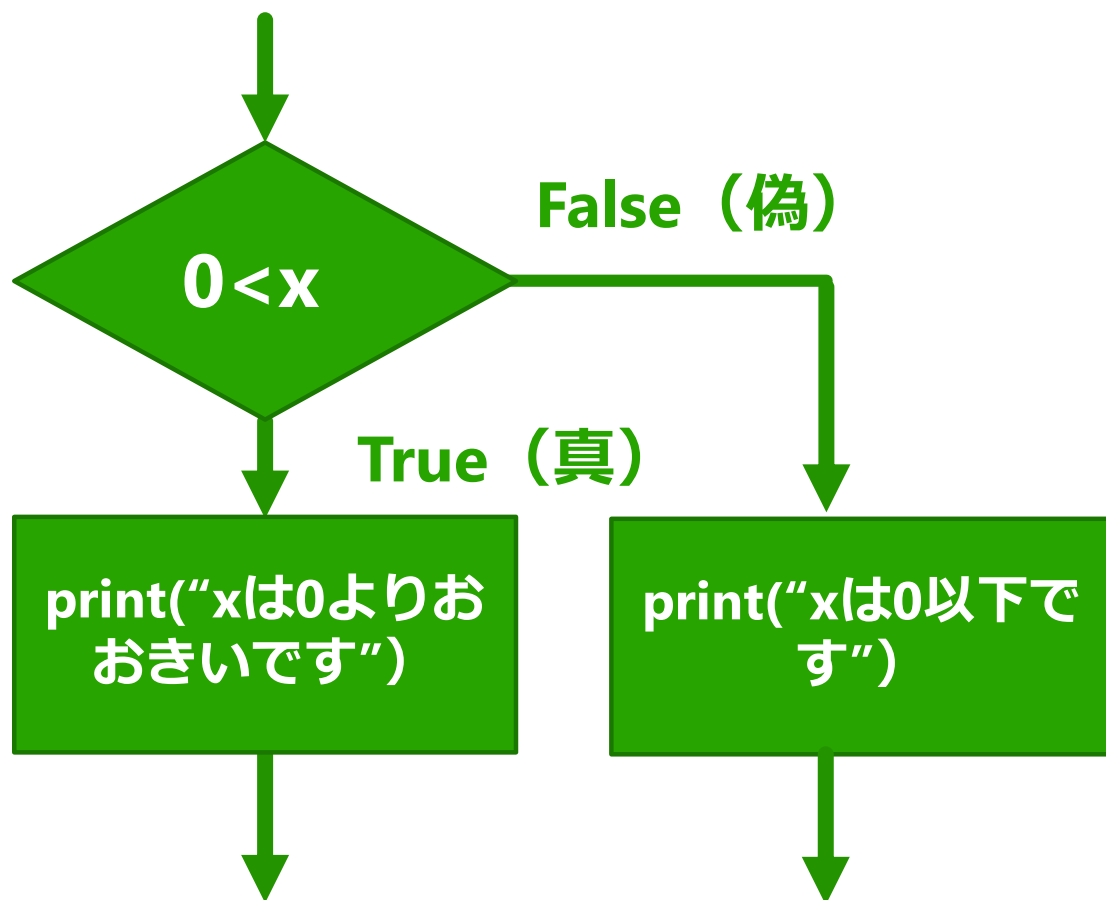 False（偽）
0<x
True（真）
print(“xは0よりお
おきいです”）
print(“xは0以下で
す”）